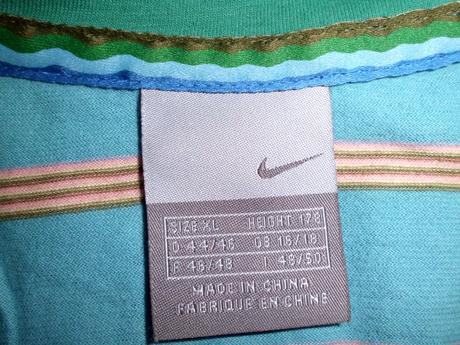 SIZE XL HEIGHT 178
D 44/46 GB 16/18
F 46/48 I 48/50
MADE IN CHINA
FABRIQUE EN CHINE